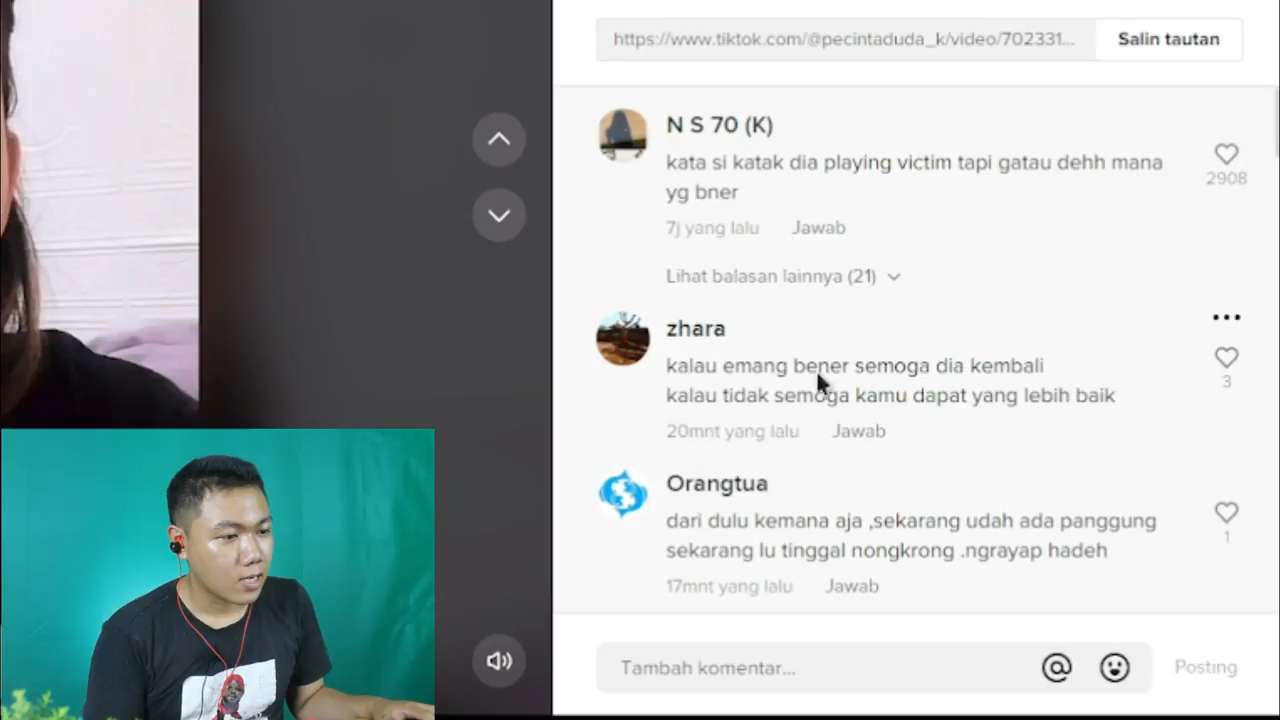 https://www.tiktok.com/@pecintaduda_k/video/702331...
Salin tautan
N S 70 (K)
kata si katak dia playing victim tapi gatau dehh mana
yg bner
2908
7j yang lalu Jawab
Lihat balasan lainnya (21)
zhara
kalau emang bener semoga dia kembali
kalau tidak semoga kamu dapat yang lebih baik
3
20mnt yang lalu Jawab
Orangtua
dari dulu kemana aja ,sekarang udah ada panggung
sekarang lu tinggal nongkrong .ngrayap hadeh
1
17mnt yang lalu Jawab
Tambah komentar...
Posting